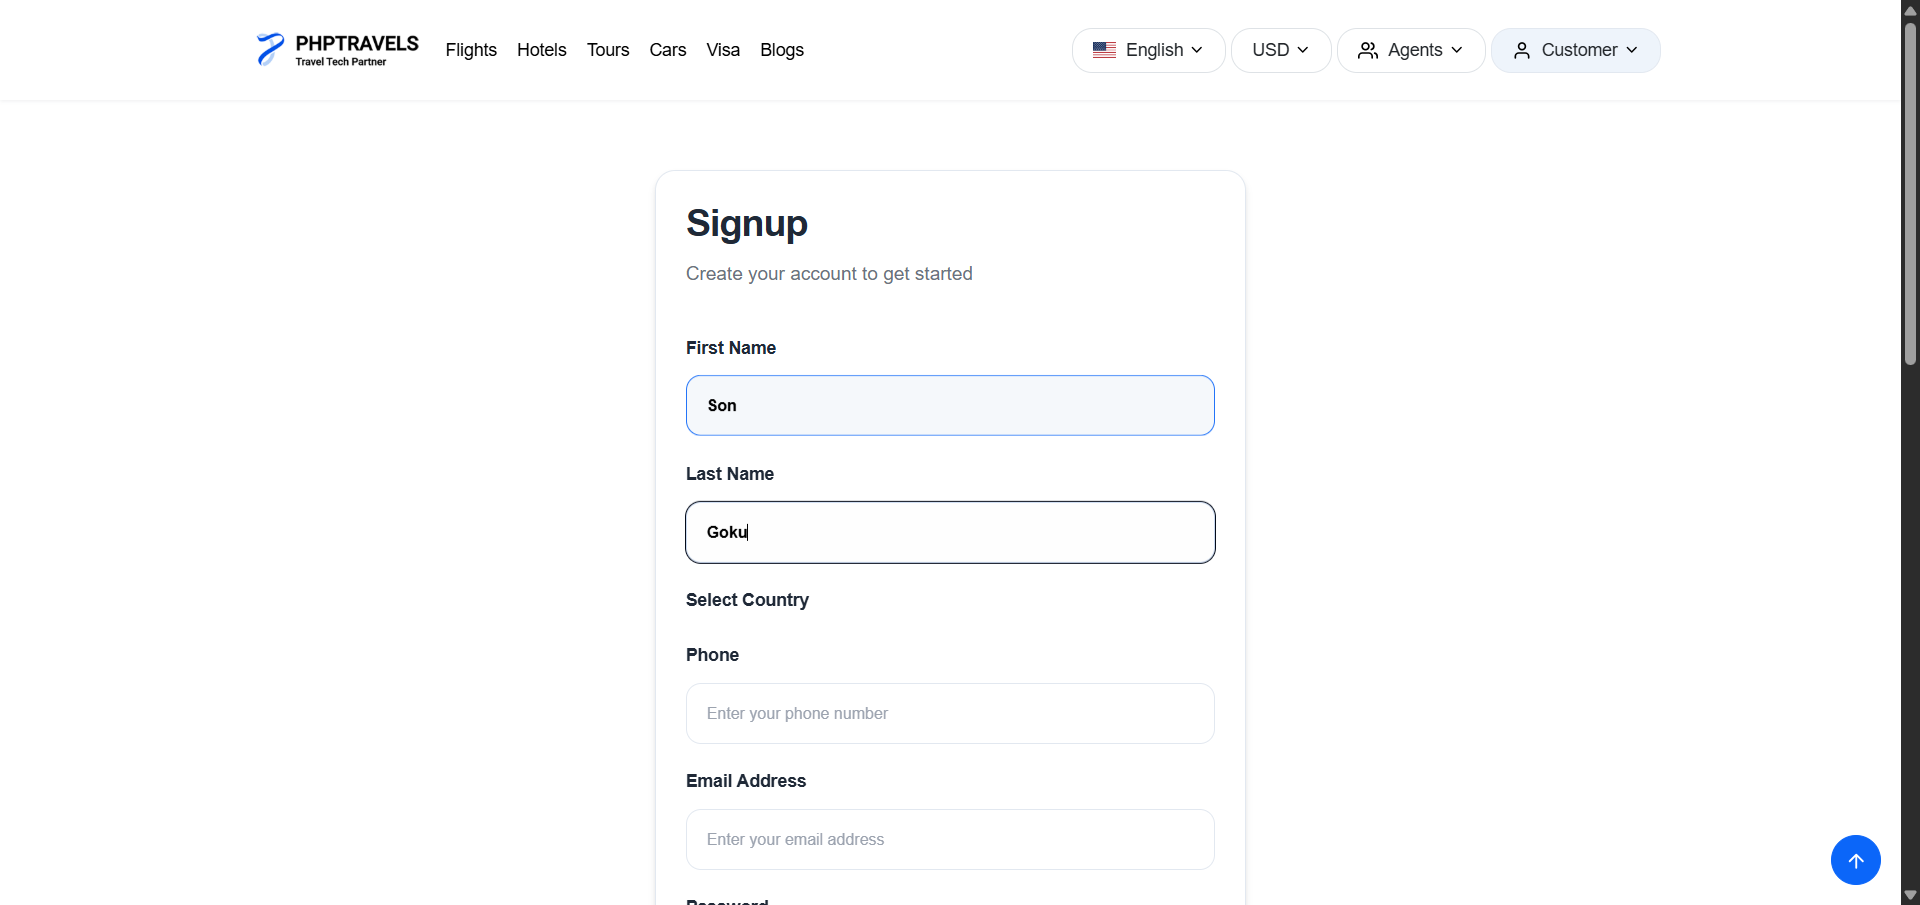 PHPTRAVELS
Travel Tech Partner
Flights Hotels Tours Cars Visa Blogs
English USD Agents Customer
Signup
Create your account to get started
First Name
Son
Last Name
Goku
Select Country
Phone
Enter your phone number
Email Address
Enter your email address
Password